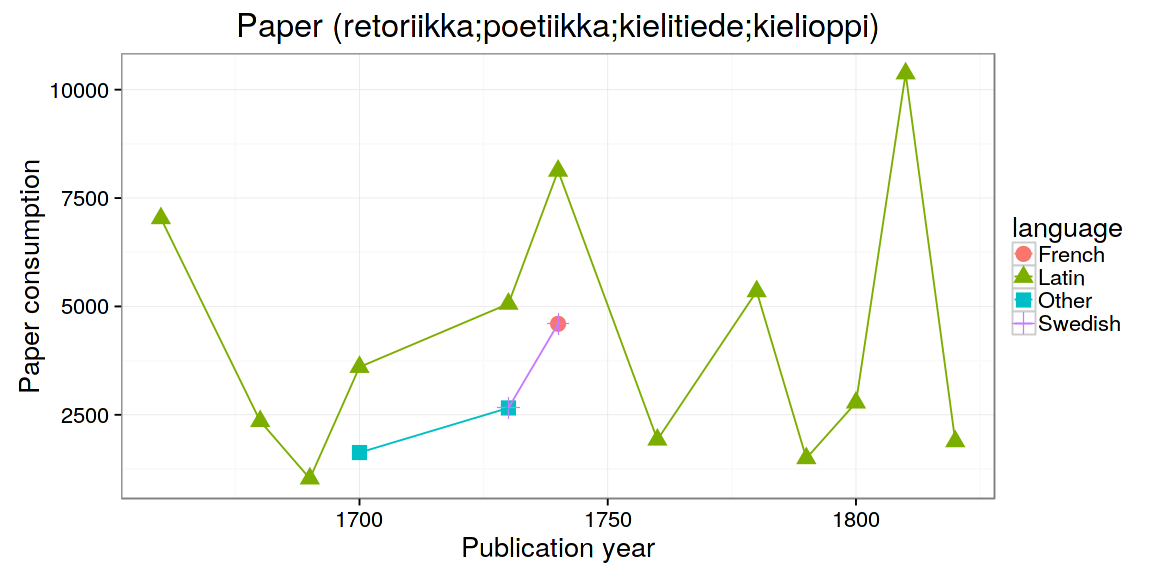 Paper (retoriikka;poetiikka;kielitiede;kielioppi)
10000
7500
5000
2500
Paper consumption
1700
1750
1800
Publication year
language
French
Latin
Other
Swedish